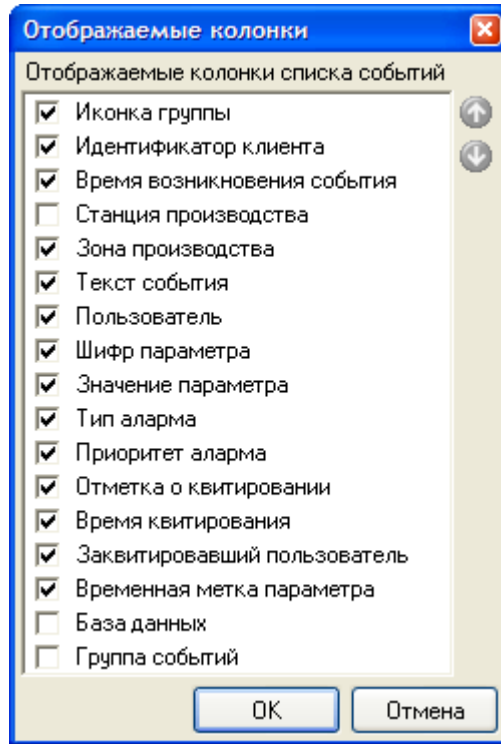 Отображаемые колонки
Отображаемые колонки списка событий
Иконка группы
Идентификатор клиента
Время возникновения события
Станция производства
Зона производства
Текст события
Пользователь
Шифр параметра
Значение параметра
Тип аларма
Приоритет аларма
Отметка о квитировании
Время квитирования
Заквитировавший пользователь
Временная метка параметра
База данных
Группа событий
OK Отмена